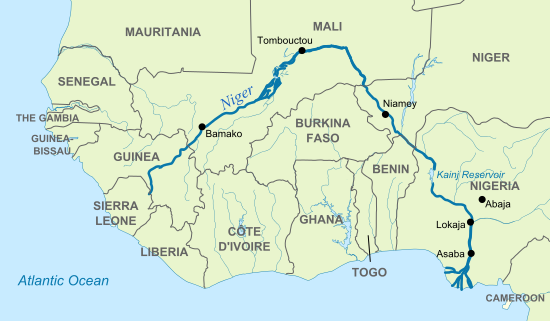 MAURITANIA
MALI
Tombouctou
NIGER
SENEGAL
Niger
Niamey
THE GAMBIA
Bamako
BURKINA
FASO
GUINEA-
BISSAU
GUINEA
BENIN
Kainj Reservoir
NIGERIA
Abaja
SIERRA
LEONE
GHANA
Lokaja
CÔTE
D'IVOIRE
LIBERIA
Asaba
TOGO
Atlantic Ocean
CAMEROON